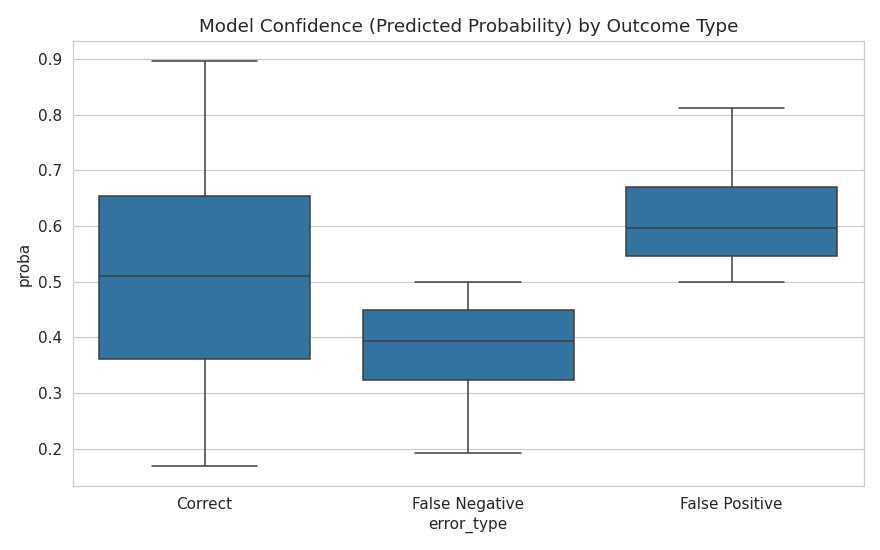 Model Confidence (Predicted Probability) by Outcome Type
0.9
0.8
0.7
0.6
0.5
0.4
0.3
0.2
proba
Correct
False Negative
False Positive
error_type